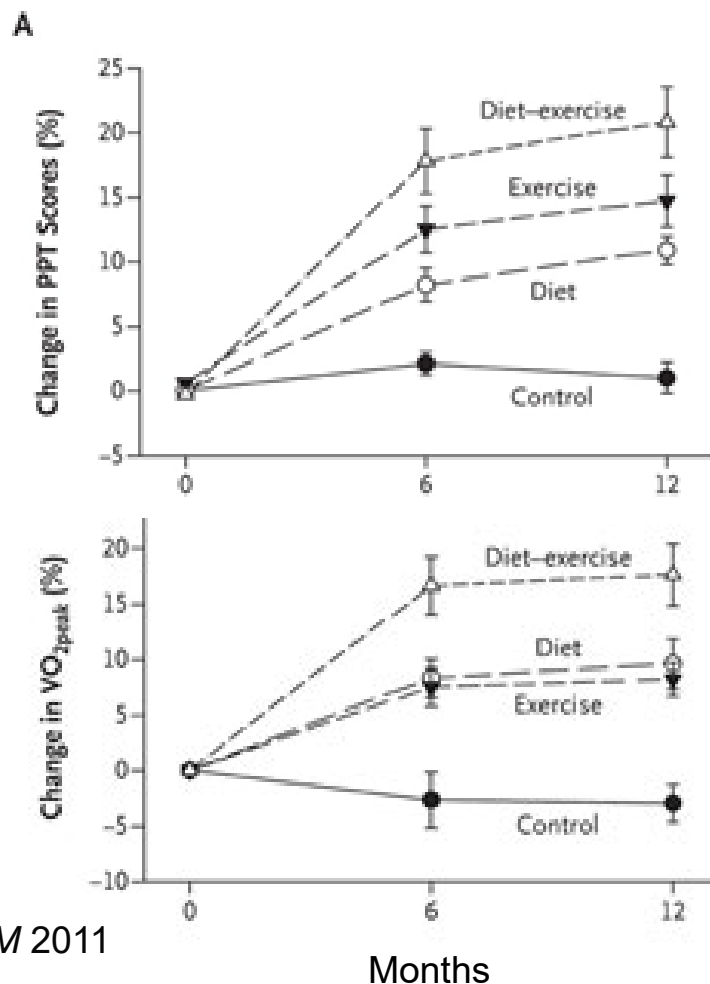 A
Change in PPT Scores (%)
25
20
15
10
5
0
−5
Diet–exercise
Exercise
Diet
Control
0 6 12
Change in VO2peak (%)
20
15
10
5
0
−5
−10
Diet–exercise
Diet
Exercise
Control
0 6 12
M 2011
Months